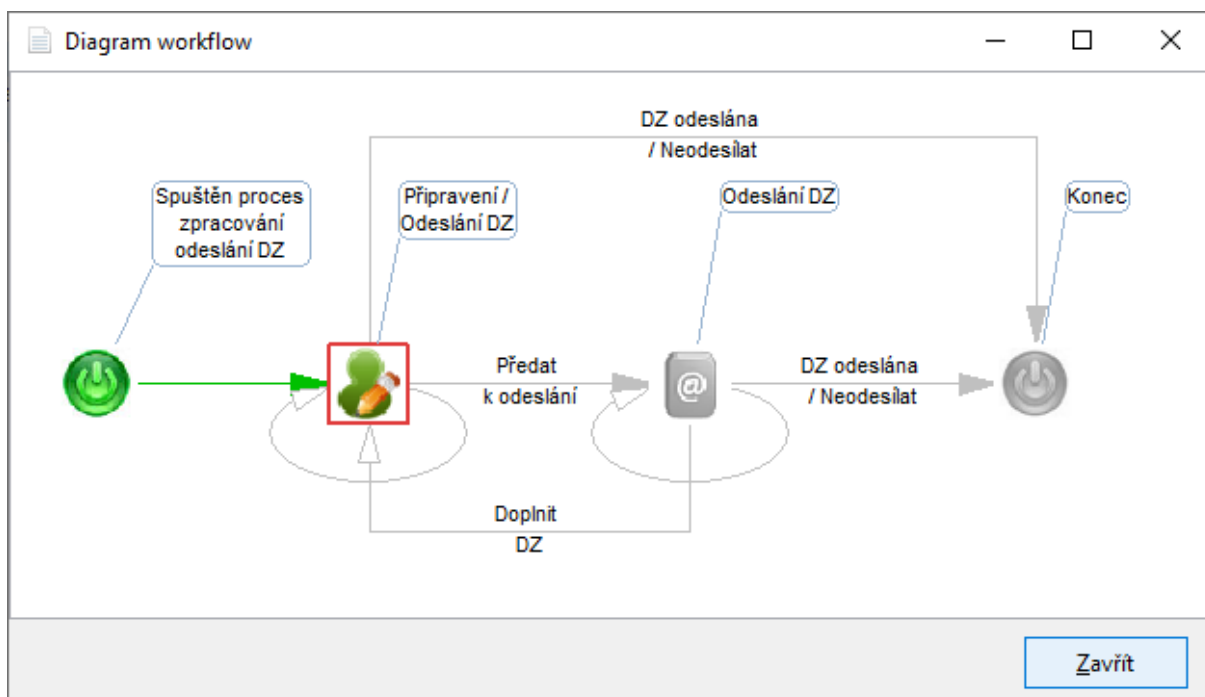 Diagram workflow
DZ odeslána
/ Neodesílat
Spuštěn proces
zpracování
odeslání DZ
Připravení /
Odeslání DZ
Odeslání DZ
Konec
Předat
k odeslání
@
DZ odeslána
/ Neodesílat
Doplnit
DZ
Zavřít